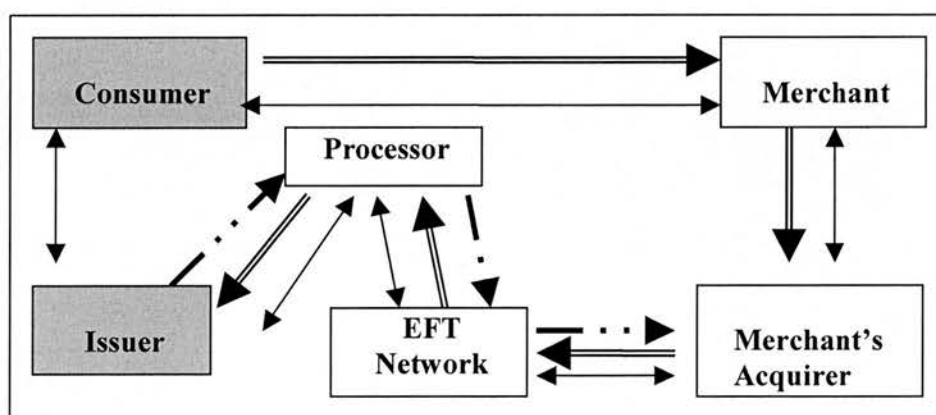 Consumer
Merchant
Processor
Issuer
EFT
Network
Merchant's
Acquirer